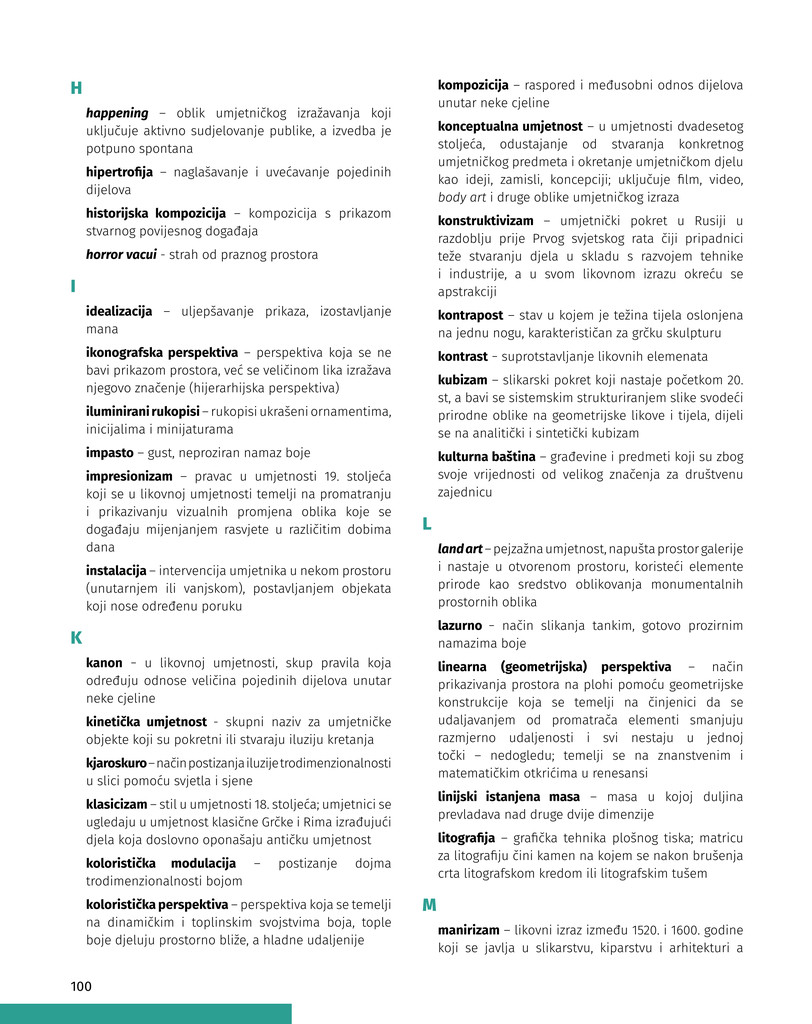 H
happening – oblik umjetničkog izražavanja koji
uključuje aktivno sudjelovanje publike, a izvedba je
potpuno spontana
hipertrofija – naglašavanje i uvećavanje pojedinih
dijelova
historijska kompozicija – kompozicija s prikazom
stvarnog povijesnog događaja
horror vacui - strah od praznog prostora
I
idealizacija – uljepšavanje prikaza, izostavljanje
mana
ikonografska perspektiva – perspektiva koja se ne
bavi prikazom prostora, već se veličinom lika izražava
njegovo značenje (hijerarhijska perspektiva)
iluminirani rukopisi – rukopisi ukrašeni ornamentima,
inicijalima i minijaturama
impasto – gust, neproziran namaz boje
impresionizam – pravac u umjetnosti 19. stoljeća
koji se u likovnoj umjetnosti temelji na promatranju
i prikazivanju vizualnih promjena oblika koje se
događaju mijenjanjem rasvjete u različitim dobima
dana
instalacija – intervencija umjetnika u nekom prostoru
(unutarnjem ili vanjskom), postavljanjem objekata
koji nose određenu poruku
K
kanon - u likovnoj umjetnosti, skup pravila koja
određuju odnose veličina pojedinih dijelova unutar
neke cjeline
kinetička umjetnost - skupni naziv za umjetničke
objekte koji su pokretni ili stvaraju iluziju kretanja
kjaroskuro – način postizanja iluzije trodimenzionalnosti
u slici pomoću svjetla i sjene
klasicizam – stil u umjetnosti 18. stoljeća; umjetnici se
ugledaju u umjetnost klasične Grčke i Rima izrađujući
djela koja doslovno oponašaju antičku umjetnost
koloristička modulacija – postizanje dojma
trodimenzionalnosti bojom
koloristička perspektiva – perspektiva koja se temelji
na dinamičkim i toplinskim svojstvima boja, tople
boje djeluju prostorno bliže, a hladne udaljenije
kompozicija – raspored i međusobni odnos dijelova
unutar neke cjeline
konceptualna umjetnost – u umjetnosti dvadesetog
stoljeća, odustajanje od stvaranja konkretnog
umjetničkog predmeta i okretanje umjetničkom djelu
kao ideji, zamisli, koncepciji; uključuje film, video,
body art i druge oblike umjetničkog izraza
konstruktivizam – umjetnički pokret u Rusiji u
razdoblju prije Prvog svjetskog rata čiji pripadnici
teže stvaranju djela u skladu s razvojem tehnike
i industrije, a u svom likovnom izrazu okreću se
apstrakciji
kontrapost – stav u kojem je težina tijela oslonjena
na jednu nogu, karakterističan za grčku skulpturu
kontrast - suprotstavljanje likovnih elemenata
kubizam – slikarski pokret koji nastaje početkom 20.
st, a bavi se sistemskim strukturiranjem slike svodeći
prirodne oblike na geometrijske likove i tijela, dijeli
se na analitički i sintetički kubizam
kulturna baština – građevine i predmeti koji su zbog
svoje vrijednosti od velikog značenja za društvenu
zajednicu
L
land art – pejzažna umjetnost, napušta prostor galerije
i nastaje u otvorenom prostoru, koristeći elemente
prirode kao sredstvo oblikovanja monumentalnih
prostornih oblika
lazurno - način slikanja tankim, gotovo prozirnim
namazima boje
linearna (geometrijska) perspektiva – način
prikazivanja prostora na plohi pomoću geometrijske
konstrukcije koja se temelji na činjenici da se
udaljavanjem od promatrača elementi smanjuju
razmjerno udaljenosti i svi nestaju u jednoj
točki – nedogledu; temelji se na znanstvenim i
matematičkim otkrićima u renesansi
linijski istanjena masa – masa u kojoj duljina
prevladava nad druge dvije dimenzije
litografija – grafička tehnika plošnog tiska; matricu
za litografiju čini kamen na kojem se nakon brušenja
crta litografskom kredom ili litografskim tušem
M
manirizam – likovni izraz između 1520. i 1600. godine
koji se javlja u slikarstvu, kiparstvu i arhitekturi a
100